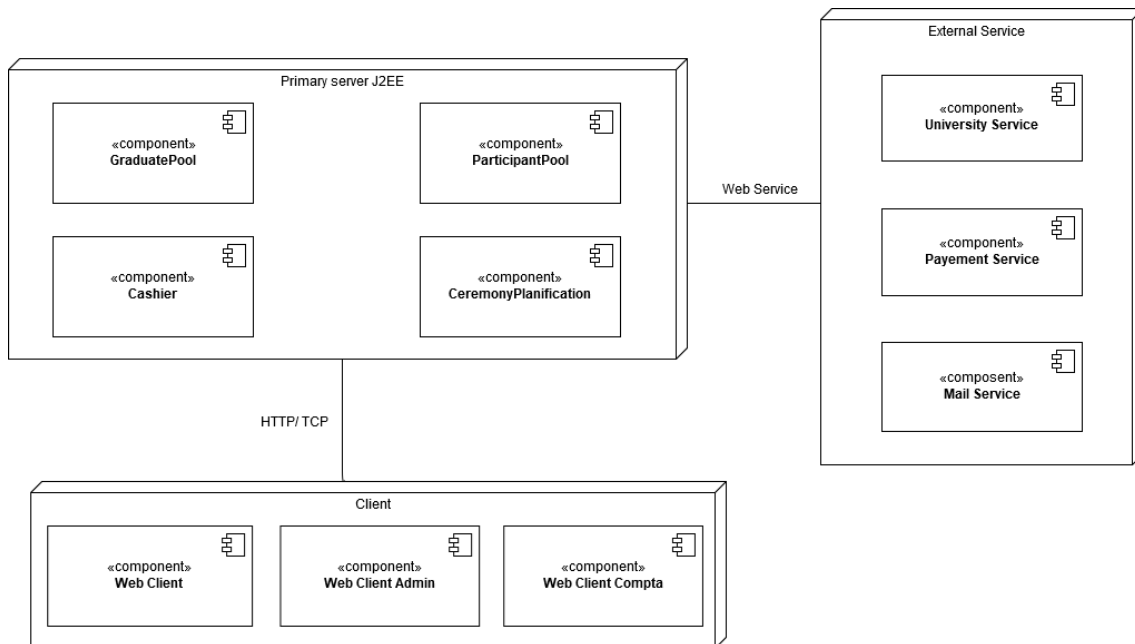 External Service
«component»
University Service
«component»
Payement Service
«composent»
Mail Service
Web Service
Primary server J2EE
«component»
GraduatePool
«component»
ParticipantPool
«component»
Cashier
«component»
CeremonyPlanification
HTTP/ TCP
Client
«component»
Web Client
«component»
Web Client Admin
«component»
Web Client Compta